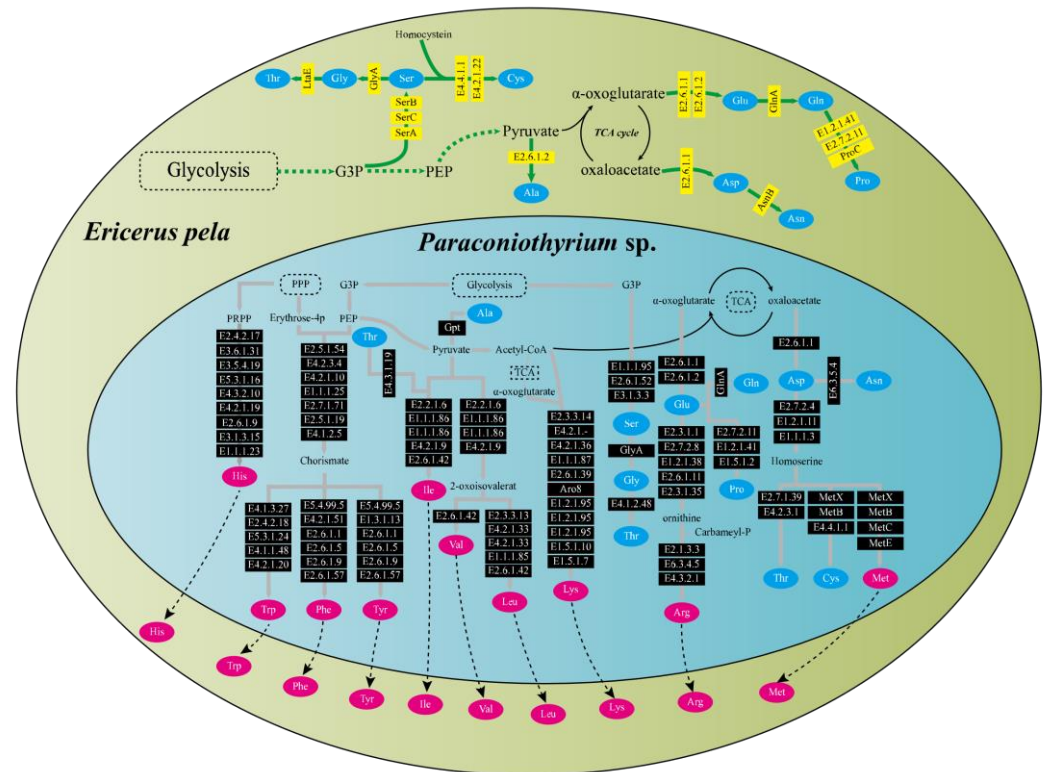 Homocystein
Thr
LtaE
Gly
GlyA
Ser
E4.4.1.1
E4.2.1.22
Cys
SerB
SerC
SerA
Glycolysis
G3P
PEP
Pyruvate
E2.6.1.2
Ala
α-oxoglutarate
TCA cycle
oxaloacetate
E2.6.1.1
E2.6.1.2
Glu
GlnA
Gln
E1.2.1.41
E2.7.2.11
ProC
Pro
E2.6.1.1
Asp
AsnB
Asn
Ericerus pela
Paraconiothyrium sp.
PPP
G3P
Glycolysis
G3P
α-oxoglutarate
TCA
oxaloacetate
PRPP
Erythrose-4p
PEP
Thr
E4.3.1.19
Ala
Gpt
Pyruvate
Acetyl-CoA
TCA
α-oxoglutarate
E2.4.2.17
E3.6.1.31
E3.5.4.19
E5.3.1.16
E4.3.2.10
E4.2.1.19
E2.6.1.9
E3.1.3.15
E1.1.1.23
His
E2.5.1.54
E4.2.3.4
E4.2.1.10
E1.1.1.25
E2.7.1.71
E2.5.1.19
E4.1.2.5
Chorismate
E4.1.3.27
E2.4.2.18
E5.3.1.24
E4.1.1.48
E4.2.1.20
Trp
E5.4.99.5
E4.2.1.51
E2.6.1.1
E2.6.1.5
E2.6.1.9
E2.6.1.57
Phe
E5.4.99.5
E1.3.1.13
E2.6.1.1
E2.6.1.5
E2.6.1.9
E2.6.1.57
Tyr
E2.2.1.6
E1.1.1.86
E1.1.1.86
E4.2.1.9
E2.6.1.42
Ile
E2.2.1.6
E1.1.1.86
E1.1.1.86
E4.2.1.9
2-oxoisovalerat
E2.6.1.42
Val
E2.3.3.13
E4.2.1.33
E4.2.1.33
E1.1.1.85
E2.6.1.42
Leu
E2.3.3.14
E4.2.1.-
E4.2.1.36
E1.1.1.87
E2.6.1.39
Aro8
E1.2.1.95
E1.2.1.95
E1.2.1.95
E1.5.1.10
E1.5.1.7
Lys
E1.1.1.95
E2.6.1.52
E3.1.3.3
Ser
GlyA
Gly
E4.1.2.48
Thr
E2.6.1.1
E2.6.1.2
GlnA
Gln
Glu
E2.3.1.1
E2.7.2.8
E1.2.1.38
E2.6.1.11
E2.3.1.35
ornithine
Carbameyl-P
E2.1.3.3
E6.3.4.5
E4.3.2.1
Arg
E2.7.2.11
E1.2.1.41
E1.5.1.2
Pro
E2.6.1.1
Asp
E6.3.5.4
Asn
E2.7.2.4
E1.2.1.11
E1.1.1.3
Homoserine
E2.7.1.39
E4.2.3.1
Thr
MetX
MetB
E4.4.1.1
Cys
MetX
MetB
MetC
MetE
Met
His
Trp
Phe
Tyr
Ile
Val
Leu
Lys
Arg
Met